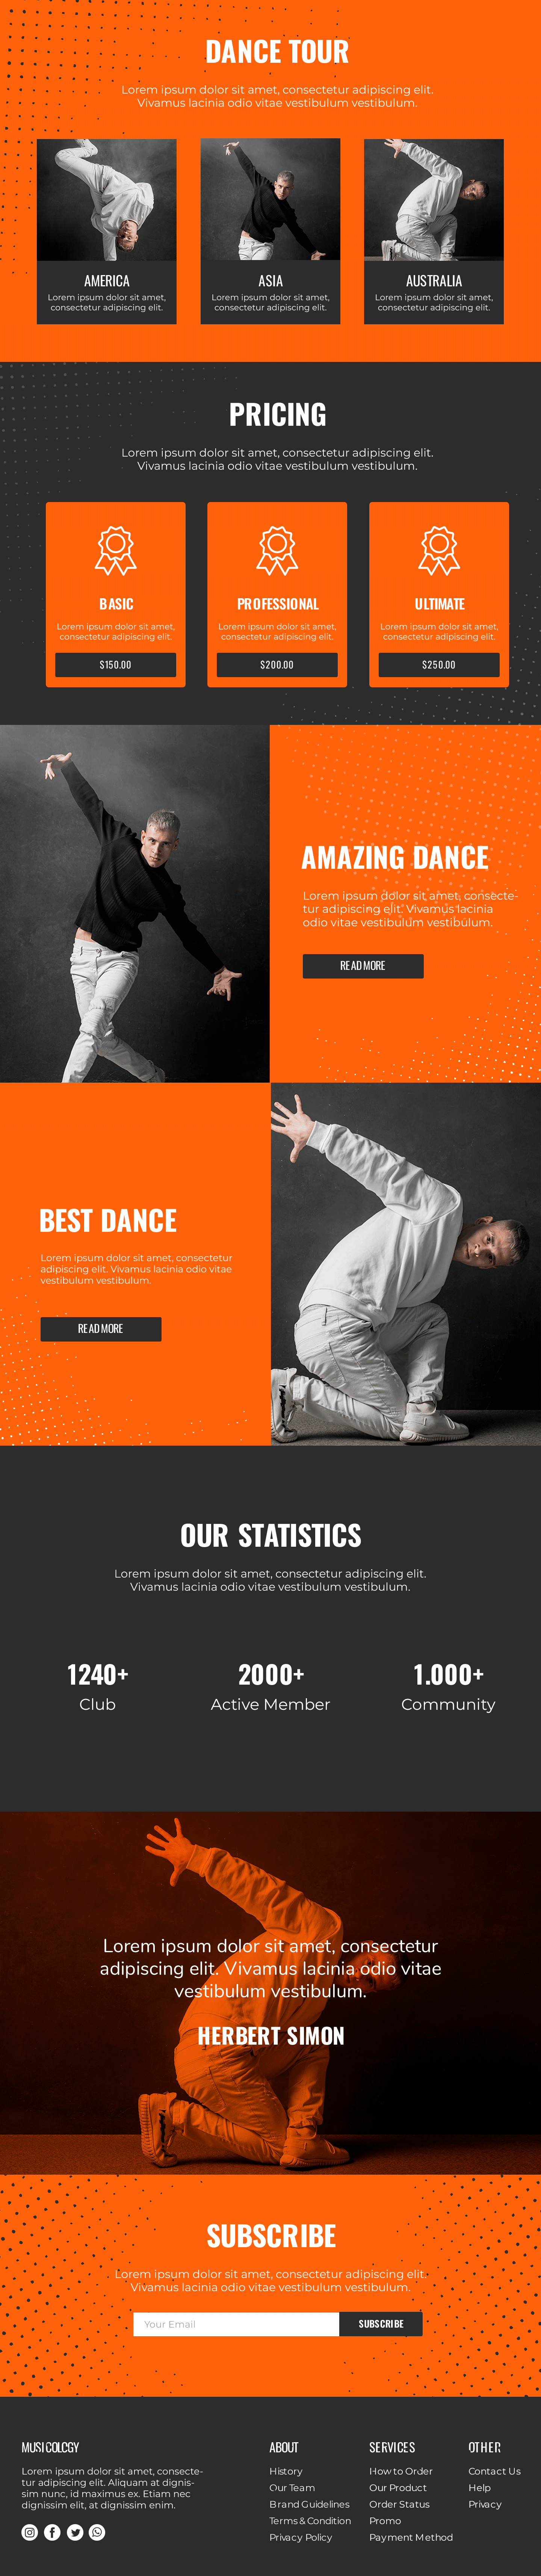 DANCE TOUR
Lorem ipsum dolor sit amet, consectetur adipiscing elit.
Vivamus lacinia odio vitae vestibulum vestibulum.
AMERICA
Lorem ipsum dolor sit amet,
consectetur adipiscing elit.
ASIA
Lorem ipsum dolor sit amet,
consectetur adipiscing elit.
AUSTRALIA
Lorem ipsum dolor sit amet,
consectetur adipiscing elit.
PRICING
Lorem ipsum dolor sit amet, consectetur adipiscing elit.
Vivamus lacinia odio vitae vestibulum vestibulum.
BASIC
Lorem ipsum dolor sit amet,
consectetur adipiscing elit.
$150.00
PROFESSIONAL
Lorem ipsum dolor sit amet,
consectetur adipiscing elit.
$200.00
ULTIMATE
Lorem ipsum dolor sit amet,
consectetur adipiscing elit.
$250.00
AMAZING DANCE
Lorem ipsum dolor sit amet, consecte-
tur adipiscing elit. Vivamus lacinia
odio vitae vestibulum vestibulum.
READ MORE
BEST DANCE
Lorem ipsum dolor sit amet, consectetur
adipiscing elit. Vivamus lacinia odio vitae
vestibulum vestibulum.
READ MORE
OUR STATISTICS
Lorem ipsum dolor sit amet, consectetur adipiscing elit.
Vivamus lacinia odio vitae vestibulum vestibulum.
1240+
Club
2000+
Active Member
1.000+
Community
Lorem ipsum dolor sit amet, consectetur
adipiscing elit. Vivamus lacinia odio vitae
vestibulum vestibulum.
HERBERT SIMON
SUBSCRIBE
Lorem ipsum dolor sit amet, consectetur adipiscing elit.
Vivamus lacinia odio vitae vestibulum vestibulum.
Your Email
SUBSCRIBE
MUSICOLOGY
Lorem ipsum dolor sit amet, consecte-
tur adipiscing elit. Aliquam at dignis-
sim nunc, id maximus ex. Etiam nec
dignissim elit, at dignissim enim.
ABOUT
History
Our Team
Brand Guidelines
Terms & Condition
Privacy Policy
SERVICES
How to Order
Our Product
Order Status
Promo
Payment Method
OTHER
Contact Us
Help
Privacy